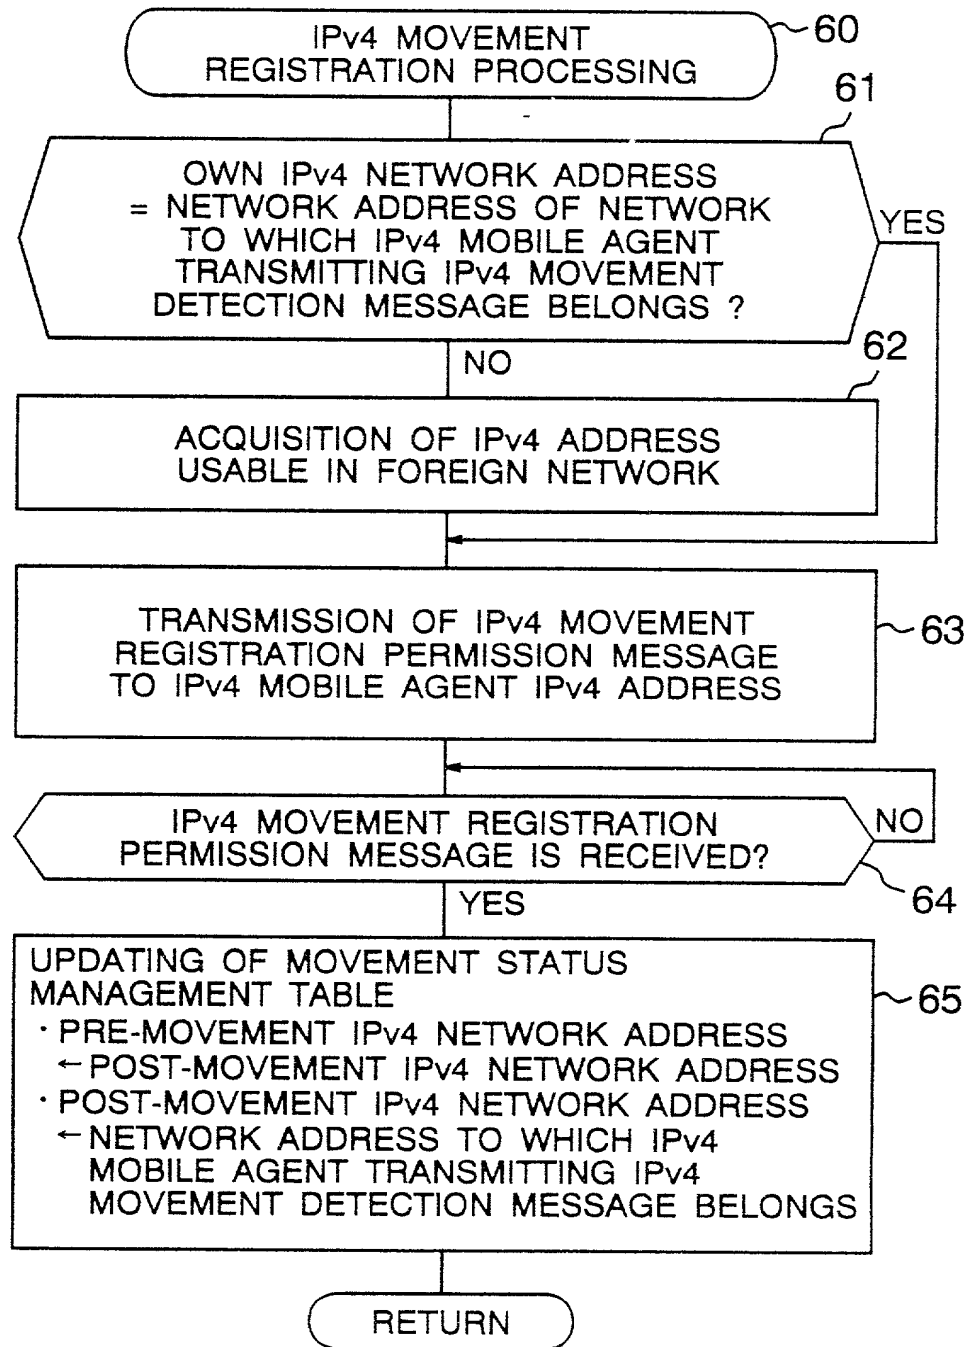 IPv4 MOVEMENT
REGISTRATION PROCESSING
60
61
OWN IPv4 NETWORK ADDRESS
= NETWORK ADDRESS OF NETWORK
TO WHICH IPv4 MOBILE AGENT
TRANSMITTING IPv4 MOVEMENT
DETECTION MESSAGE BELONGS ?
YES
NO
62
ACQUISITION OF IPv4 ADDRESS
USABLE IN FOREIGN NETWORK
TRANSMISSION OF IPv4 MOVEMENT
REGISTRATION PERMISSION MESSAGE
TO IPv4 MOBILE AGENT IPv4 ADDRESS
63
IPv4 MOVEMENT REGISTRATION
PERMISSION MESSAGE IS RECEIVED?
NO
64
YES
UPDATING OF MOVEMENT STATUS
MANAGEMENT TABLE
· PRE-MOVEMENT IPv4 NETWORK ADDRESS
← POST-MOVEMENT IPv4 NETWORK ADDRESS
· POST-MOVEMENT IPv4 NETWORK ADDRESS
← NETWORK ADDRESS TO WHICH IPv4
MOBILE AGENT TRANSMITTING IPv4
MOVEMENT DETECTION MESSAGE BELONGS
65
RETURN